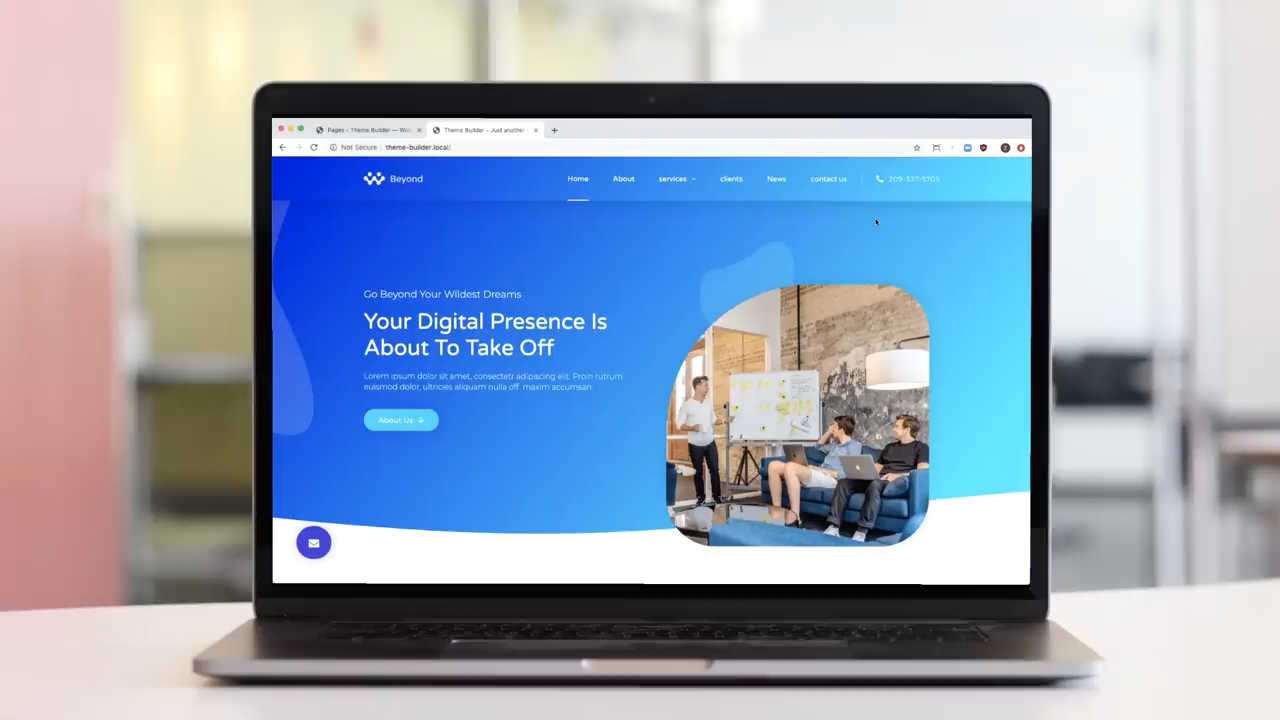 Pages › Theme Builder — Wor
Theme Builder – Just another
Not Secure
theme-builder.local/
Beyond
Home
About
services
clients
News
contact us
209-337-5705
Go Beyond Your Wildest Dreams
Your Digital Presence Is
About To Take Off
Lorem ipsum dolor sit amet, consectetr adipiscing elit. Proin rutrum
euismod dolor, ultricies aliquam nulla off maxim accumsan.
About Us